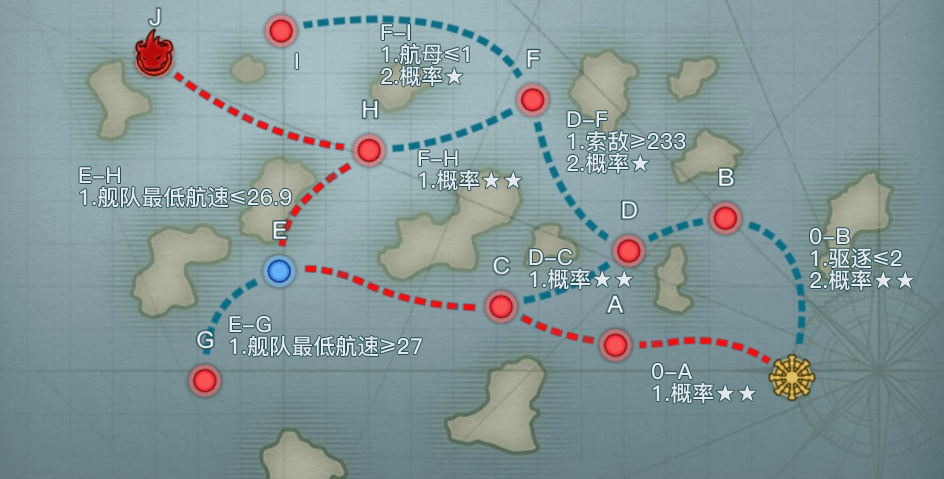 J
I
F-I
1.航母≤1
2.概率★
F
H
D-F
1.索敌≥233
2.概率★
F-H
1.概率★★
E-H
1.舰队最低航速≤26.9
B
D
E
0-B
1.驱逐≤2
2.概率★★
C
D-C
1.概率★★
A
E-G
1.舰队最低航速≥27
G
0-A
1.概率★★